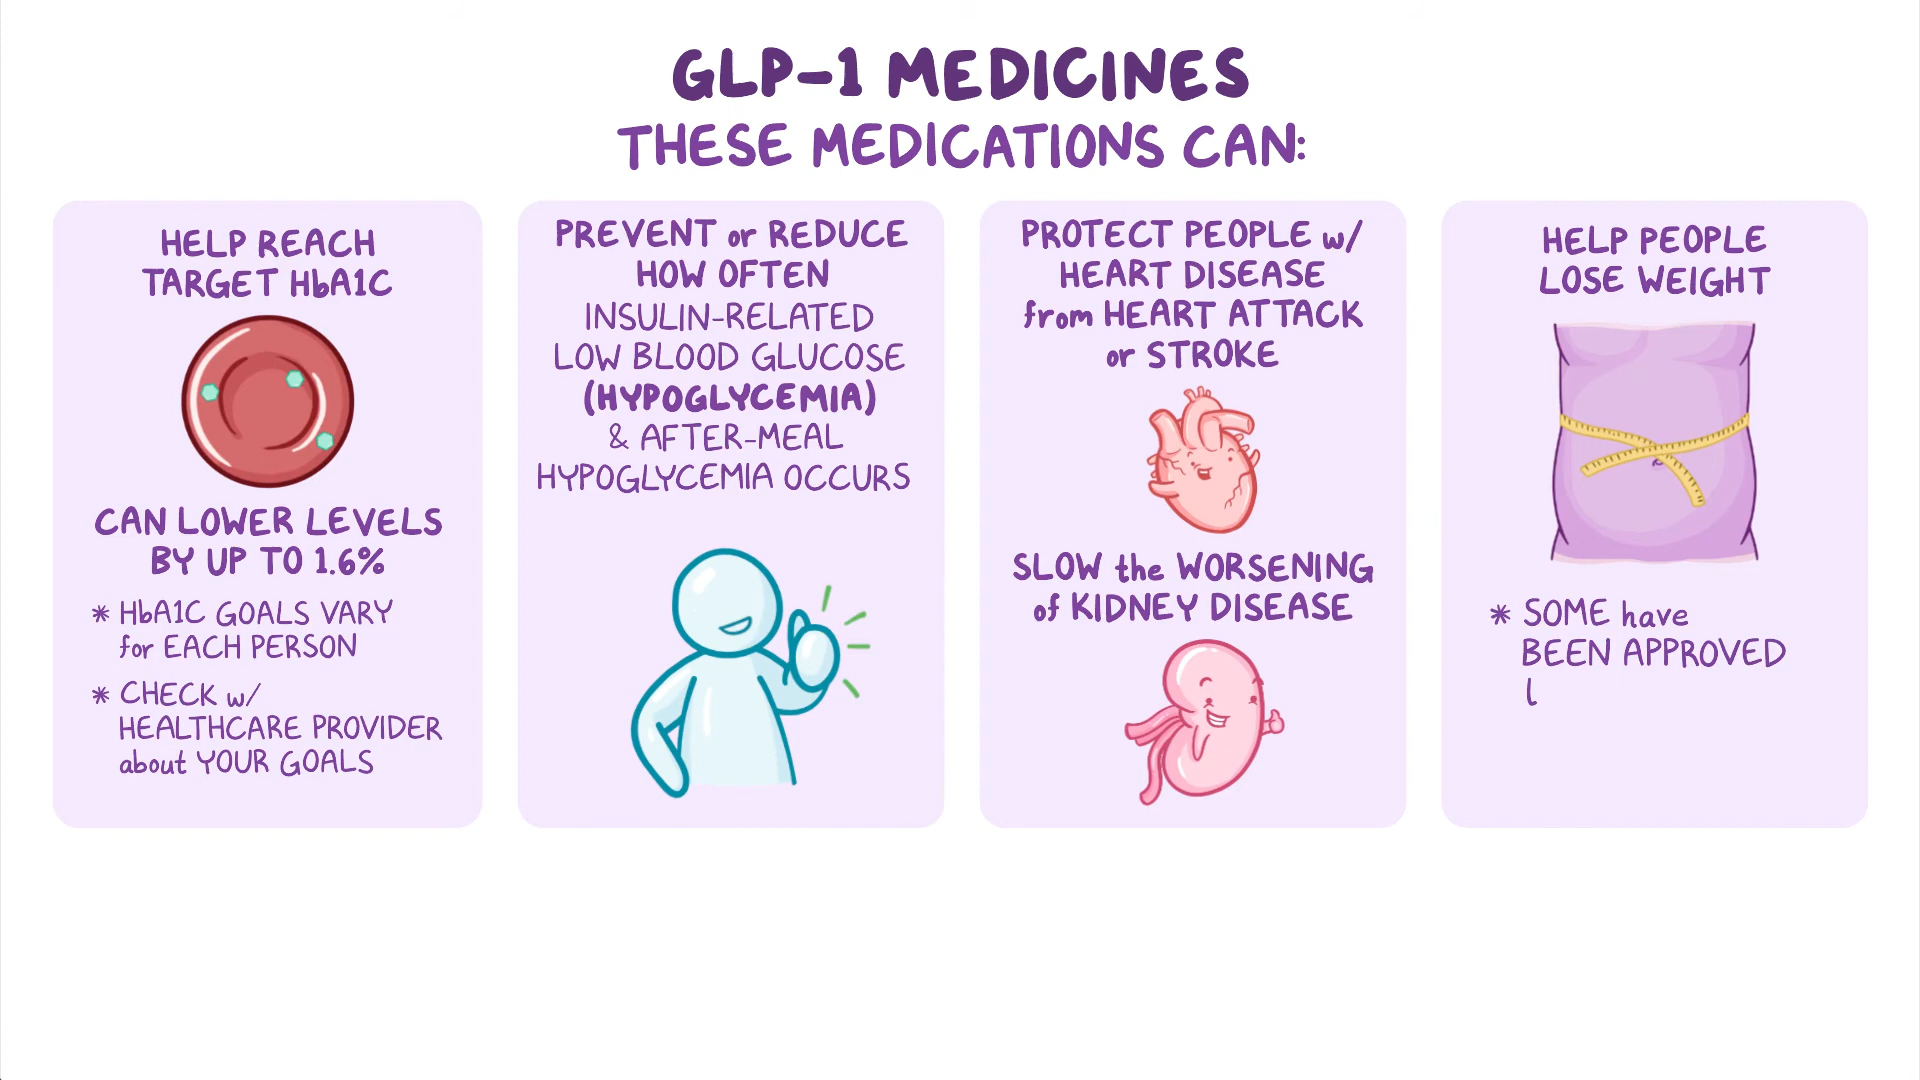 GLP-1 MEDICINES
THESE MEDICATIONS CAN:
HELP REACH
TARGET HbA1C
CAN LOWER LEVELS
BY UP TO 1.6%
* HbA1C GOALS VARY
for EACH PERSON
* CHECK w/
HEALTHCARE PROVIDER
about YOUR GOALS
PREVENT or REDUCE
HOW OFTEN
INSULIN-RELATED
LOW BLOOD GLUCOSE
(HYPOGLYCEMIA)
& AFTER-MEAL
HYPOGLYCEMIA OCCURS
PROTECT PEOPLE w/
HEART DISEASE
from HEART ATTACK
or STROKE
SLOW the WORSENING
of KIDNEY DISEASE
HELP PEOPLE
LOSE WEIGHT
* SOME have
BEEN APPROVED